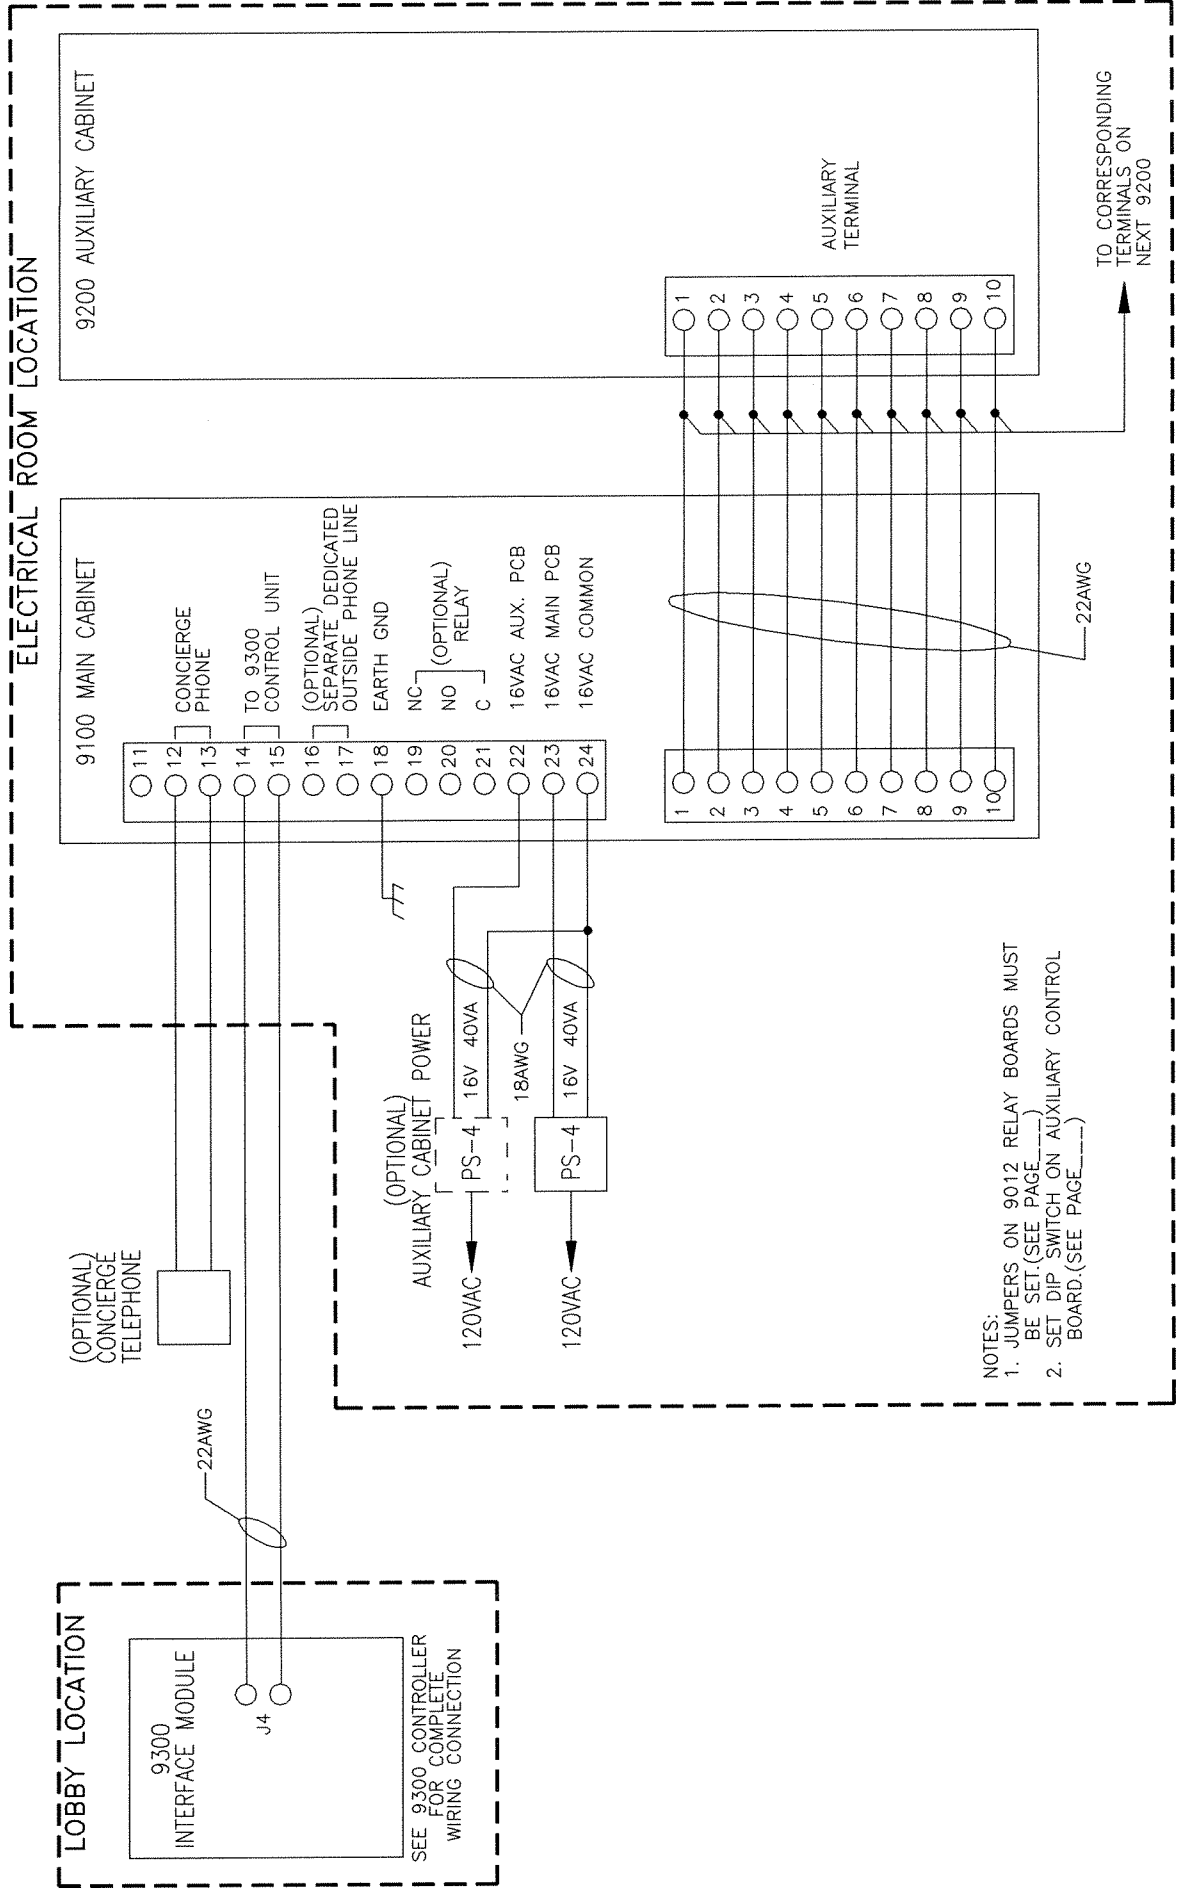 ELECTRICAL ROOM LOCATION
LOBBY LOCATION
9300
INTERFACE MODULE
J4
SEE 9300 CONTROLLER
FOR COMPLETE
WIRING CONNECTION
22AWG
(OPTIONAL)
CONCIERGE
TELEPHONE
(OPTIONAL)
AUXILIARY CABINET POWER
120VAC
PS-4
16V 40VA
18AWG
120VAC
PS-4
16V 40VA
9100 MAIN CABINET
11
12
13
CONCIERGE
PHONE
14
15
TO 9300
CONTROL UNIT
16
17
(OPTIONAL)
SEPARATE DEDICATED
OUTSIDE PHONE LINE
18
EARTH GND
19
NC
20
NO
21
C
(OPTIONAL)
RELAY
22
16VAC AUX. PCB
23
16VAC MAIN PCB
24
16VAC COMMON
1
2
3
4
5
6
7
8
9
10
22AWG
9200 AUXILIARY CABINET
1
2
3
4
5
6
7
8
9
10
AUXILIARY
TERMINAL
TO CORRESPONDING
TERMINALS ON
NEXT 9200
NOTES:
1. JUMPERS ON 9012 RELAY BOARDS MUST
BE SET.(SEE PAGE___)
2. SET DIP SWITCH ON AUXILIARY CONTROL
BOARD.(SEE PAGE___)